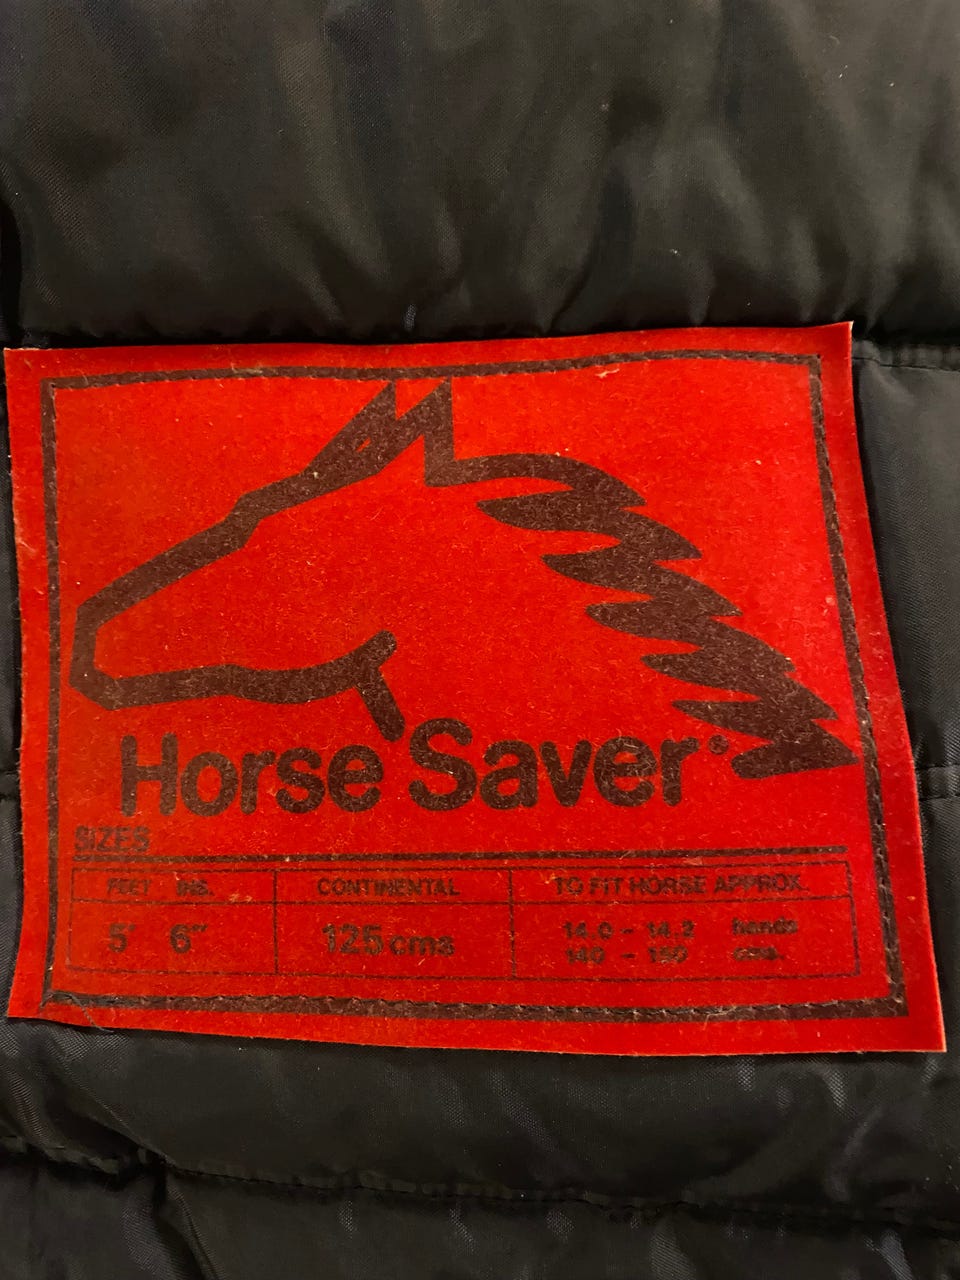 Horse Saver®
SIZES
FEET INS. CONTINENTAL TO FIT HORSE APPROX.
5' 6" 125 cms 14.0 - 14.2 hands
140 - 150 cms.